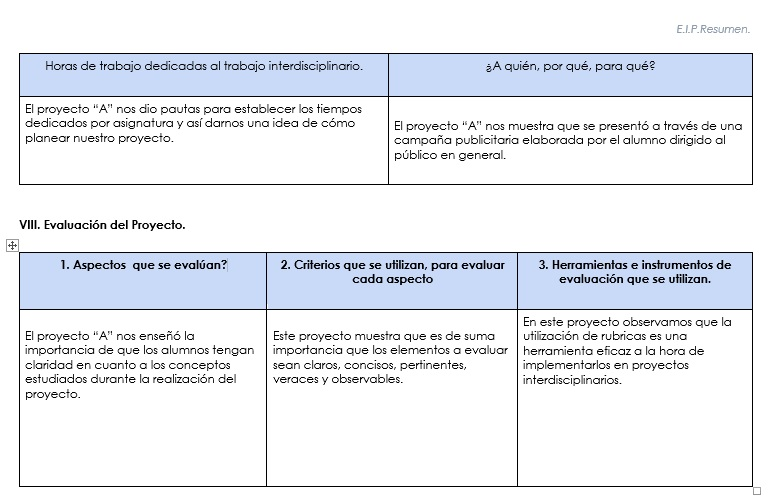 E.I.P.Resumen.
Horas de trabajo dedicadas al trabajo interdisciplinario.
¿A quién, por qué, para qué?
El proyecto “A” nos dio pautas para establecer los tiempos
dedicados por asignatura y así darnos una idea de cómo
planear nuestro proyecto.
El proyecto “A” nos muestra que se presentó a través de una
campaña publicitaria elaborada por el alumno dirigido al
público en general.
VIII. Evaluación del Proyecto.
1. Aspectos que se evalúan?
2. Criterios que se utilizan, para evaluar
cada aspecto
3. Herramientas e instrumentos de
evaluación que se utilizan.
El proyecto “A” nos enseñó la
importancia de que los alumnos tengan
claridad en cuanto a los conceptos
estudiados durante la realización del
proyecto.
Este proyecto muestra que es de suma
importancia que los elementos a evaluar
sean claros, concisos, pertinentes,
veraces y observables.
En este proyecto observamos que la
utilización de rubricas es una
herramienta eficaz a la hora de
implementarlos en proyectos
interdisciplinarios.